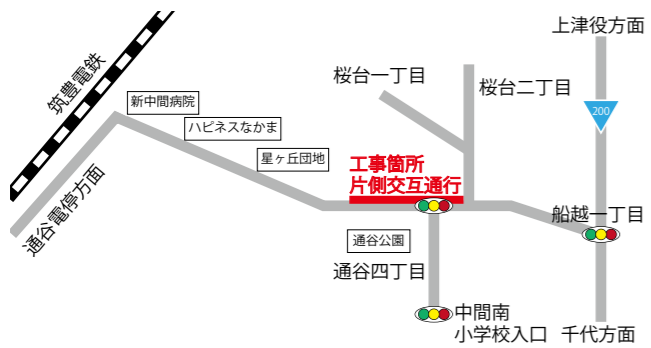 上津役方面
筑豊電鉄
桜台一丁目
桜台二丁目
新中間病院
200
ハピネスなかま
星ヶ丘団地
工事箇所
片側交互通行
通谷電停方面
船越一丁目
通谷公園
通谷四丁目
中間南
小学校入口
千代方面